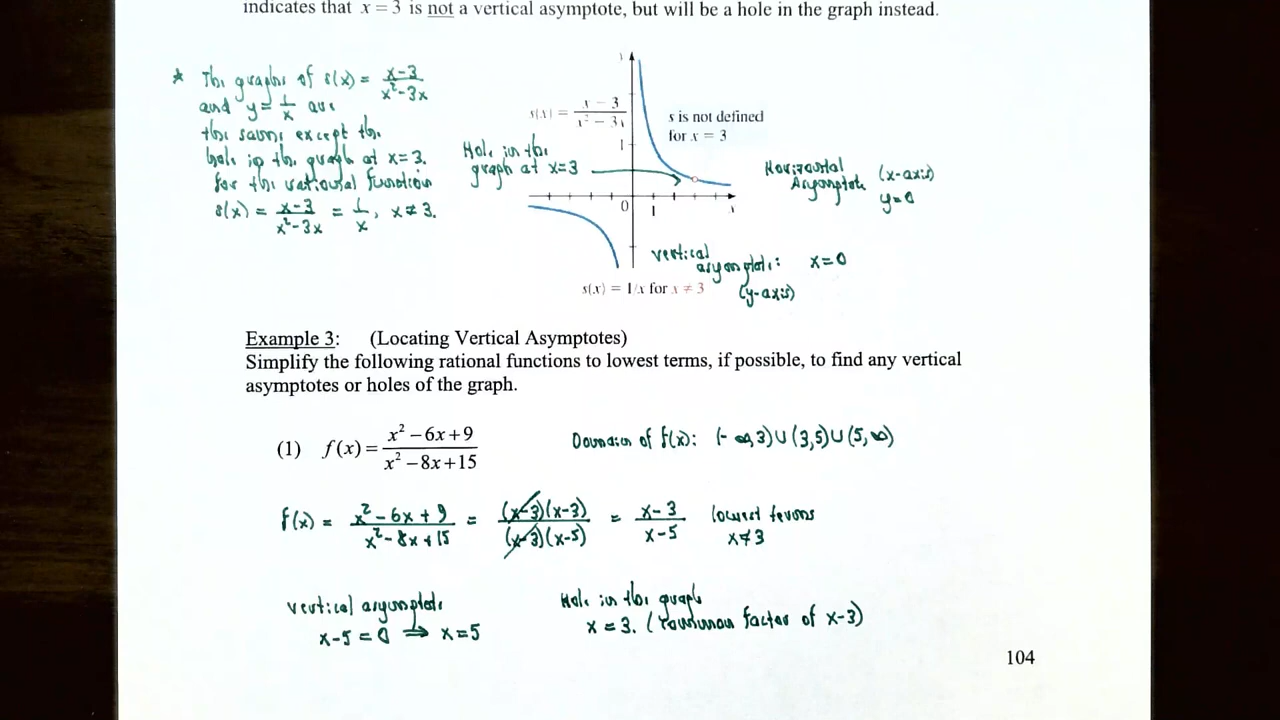 indicates that x = 3 is not a vertical asymptote, but will be a hole in the graph instead.
* The graphs of s(x) = (x-3)/(x²-3x)
and y = 1/x are
the same except the
hole in the graph at x=3.
for the rational function
s(x) = (x-3)/(x²-3x) = 1/x, x ≠ 3.
s(x) = (x - 3)/(x² - 3x)
s is not defined
for x = 3
1
Hole in the
graph at x=3
Horizontal
Asymptote
(x-axis)
y=0
0
1
x
vertical
asymptote:
x=0
(y-axis)
s(x) = 1/x for x ≠ 3
Example 3: (Locating Vertical Asymptotes)
Simplify the following rational functions to lowest terms, if possible, to find any vertical
asymptotes or holes of the graph.
(1) f(x) = (x² - 6x + 9)/(x² - 8x + 15)
Domain of f(x): (-∞,3)∪(3,5)∪(5,∞)
f(x) = (x² - 6x + 9)/(x² - 8x + 15) = ((x-3)(x-3))/((x-3)(x-5)) = (x-3)/(x-5) lowest terms
x≠3
vertical asymptote
x-5=0 ⇒ x=5
Hole in the graph
x = 3. (common factor of x-3)
104